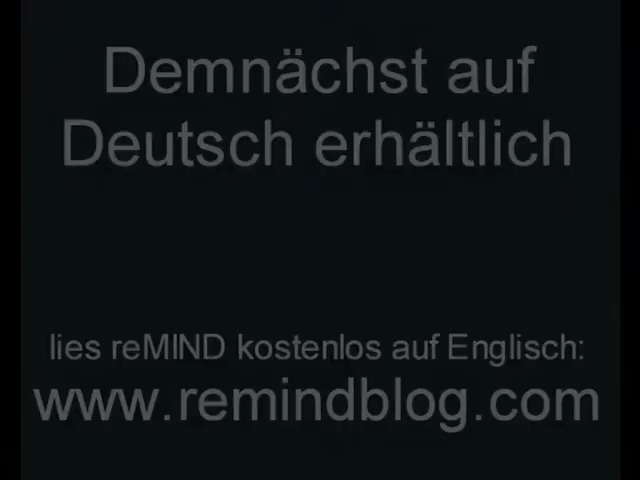 Demnächst auf
Deutsch erhältlich
lies reMIND kostenlos auf Englisch:
www.remindblog.com